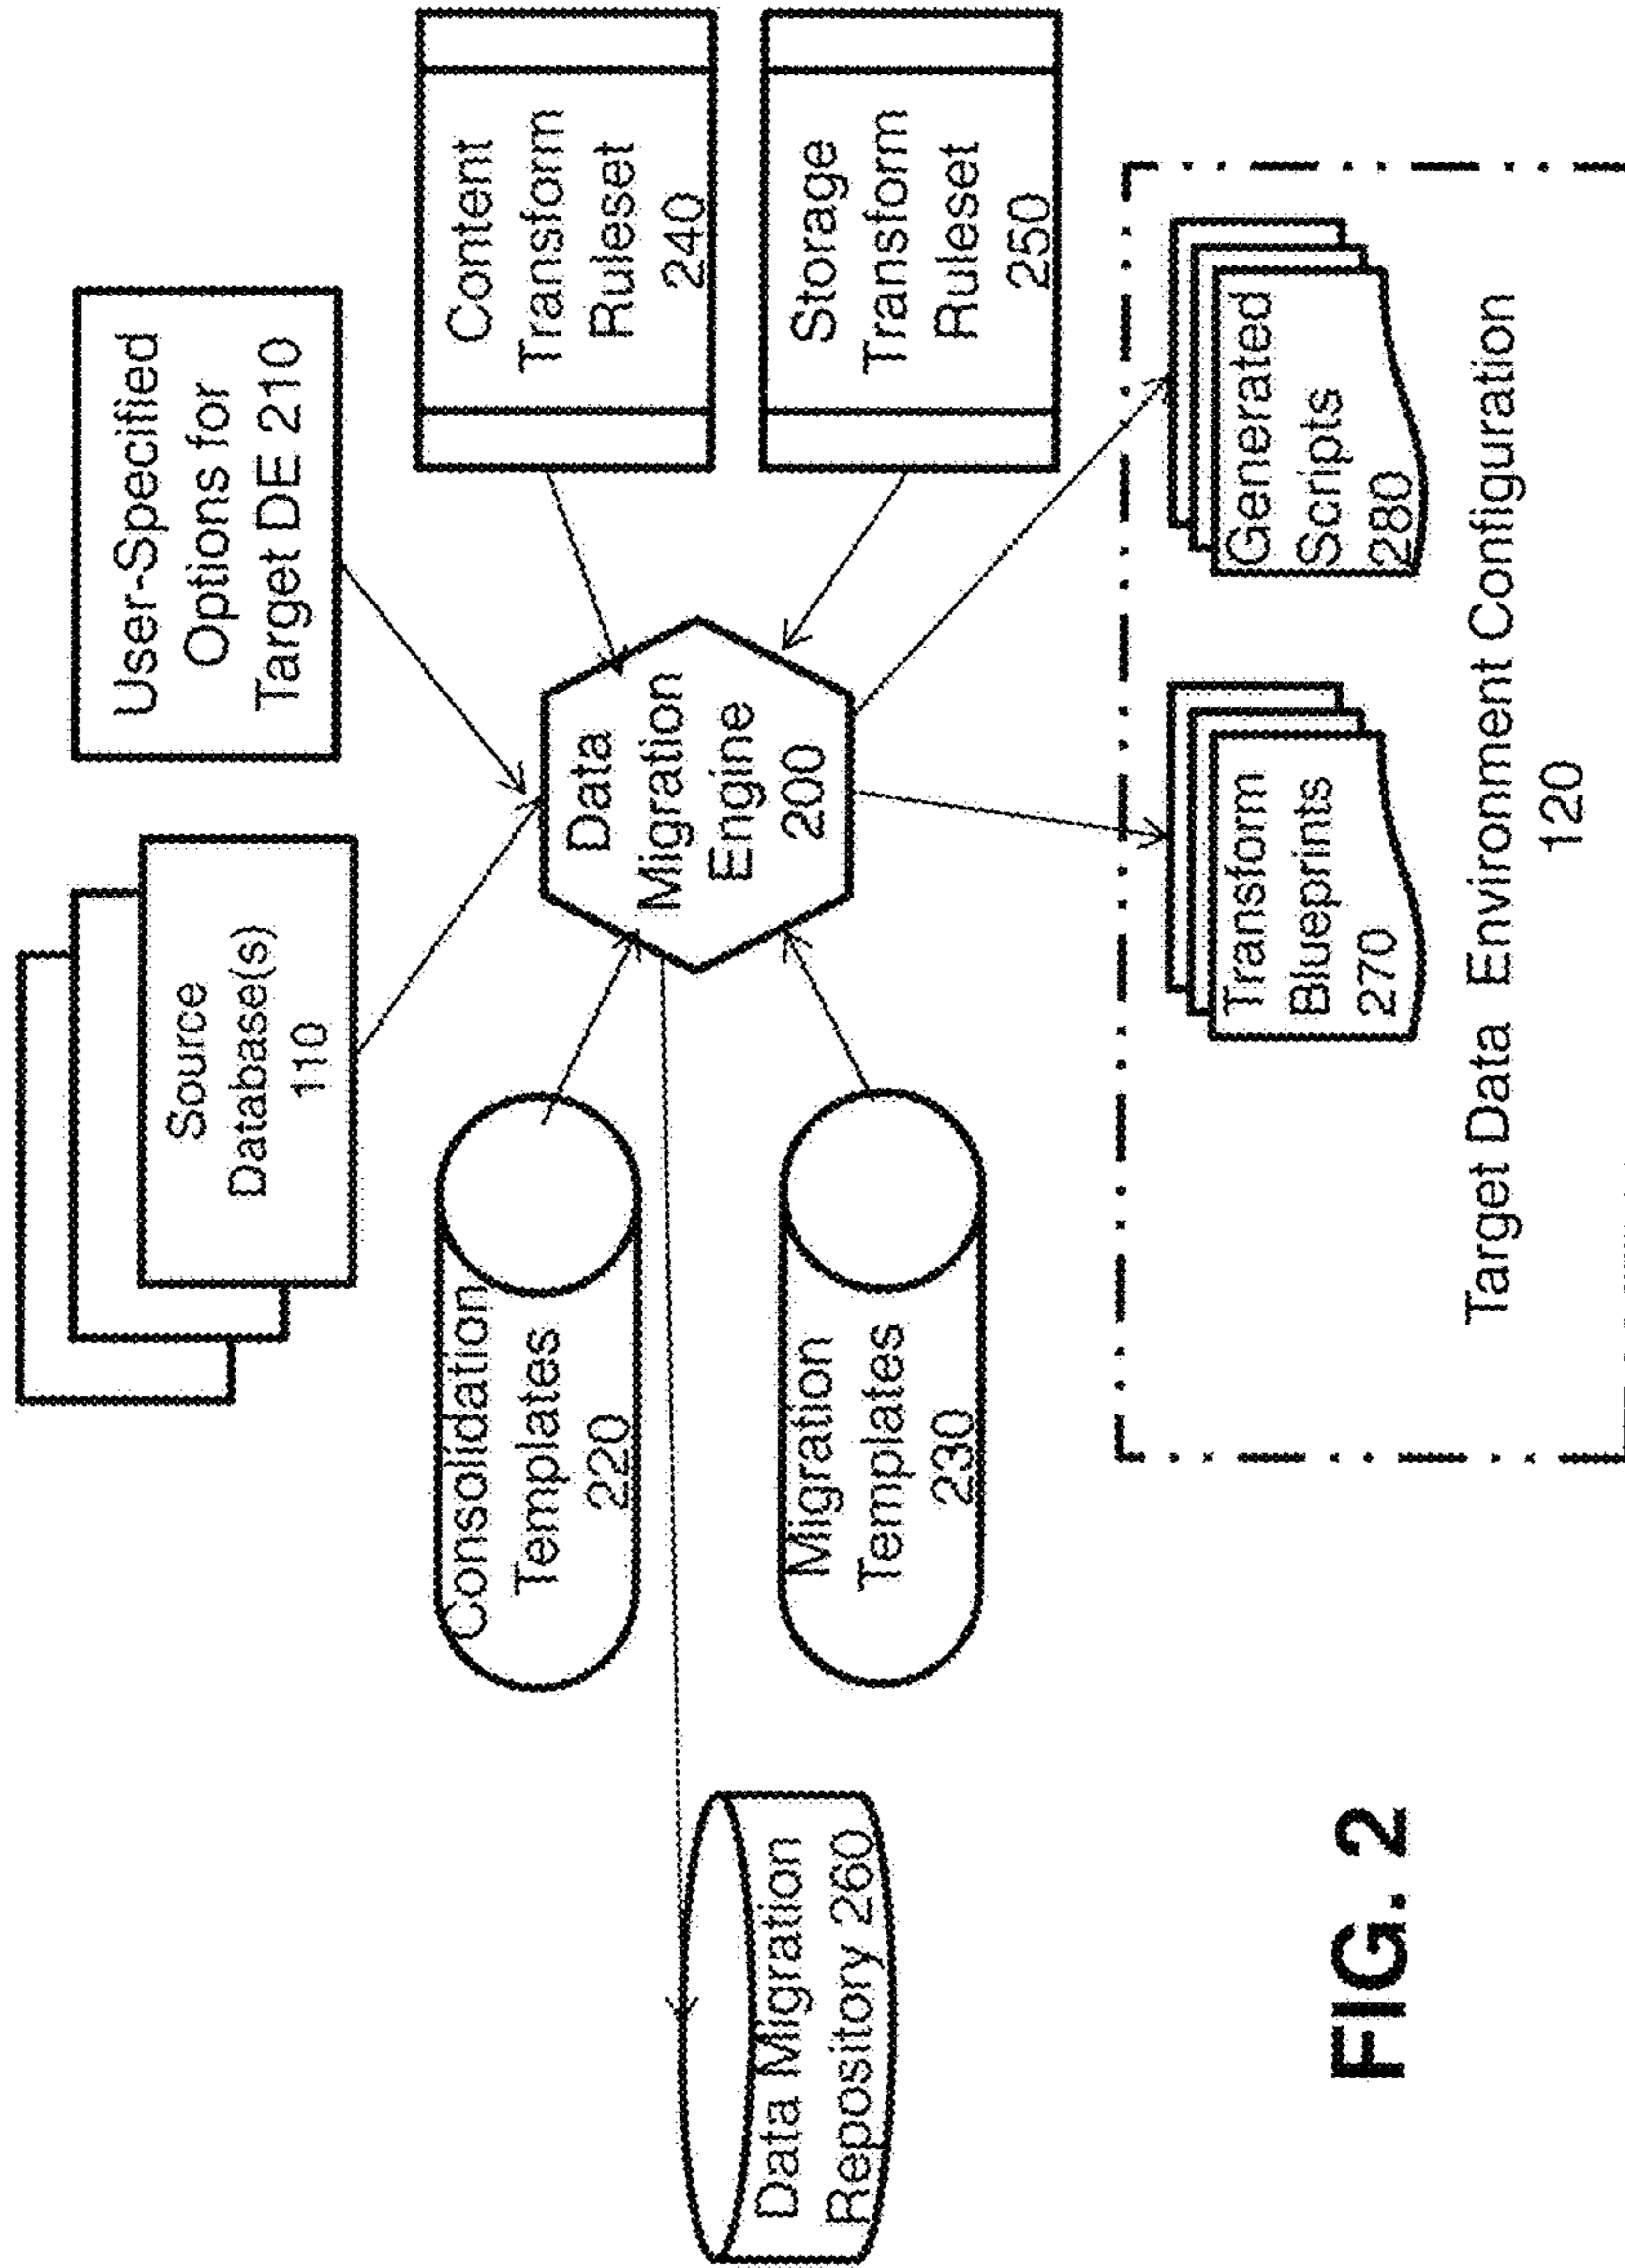 Source
Database(s)
110
User-Specified
Options for
Target DE 210
Consolidation
Templates
220
Data
Migration
Engine
200
Content
Transform
Ruleset
240
Data Migration
Repository 260
Migration
Templates
230
Storage
Transform
Ruleset
250
Transform
Blueprints
270
Generated
Scripts
280
Target Data Environment Configuration
120
FIG. 2